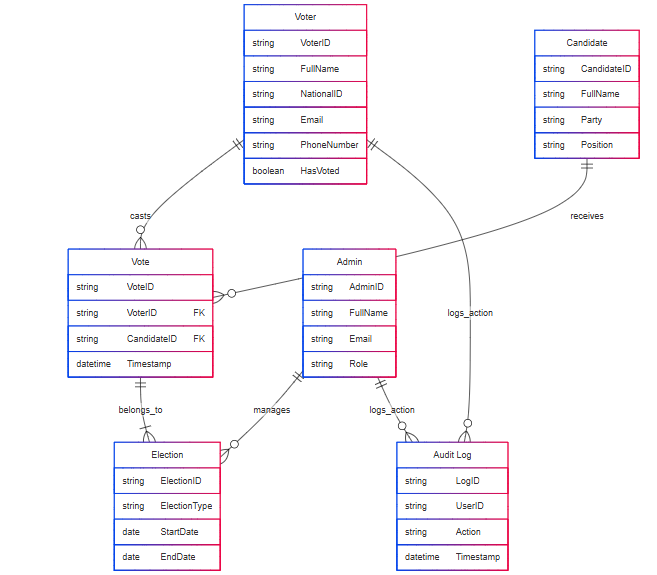 Voter
string VoterID
string FullName
string NationalID
string Email
string PhoneNumber
boolean HasVoted
Candidate
string CandidateID
string FullName
string Party
string Position
casts
receives
Vote
string VoteID
string VoterID FK
string CandidateID FK
datetime Timestamp
Admin
string AdminID
string FullName
string Email
string Role
logs_action
belongs_to
manages
logs_action
Election
string ElectionID
string ElectionType
date StartDate
date EndDate
Audit Log
string LogID
string UserID
string Action
datetime Timestamp